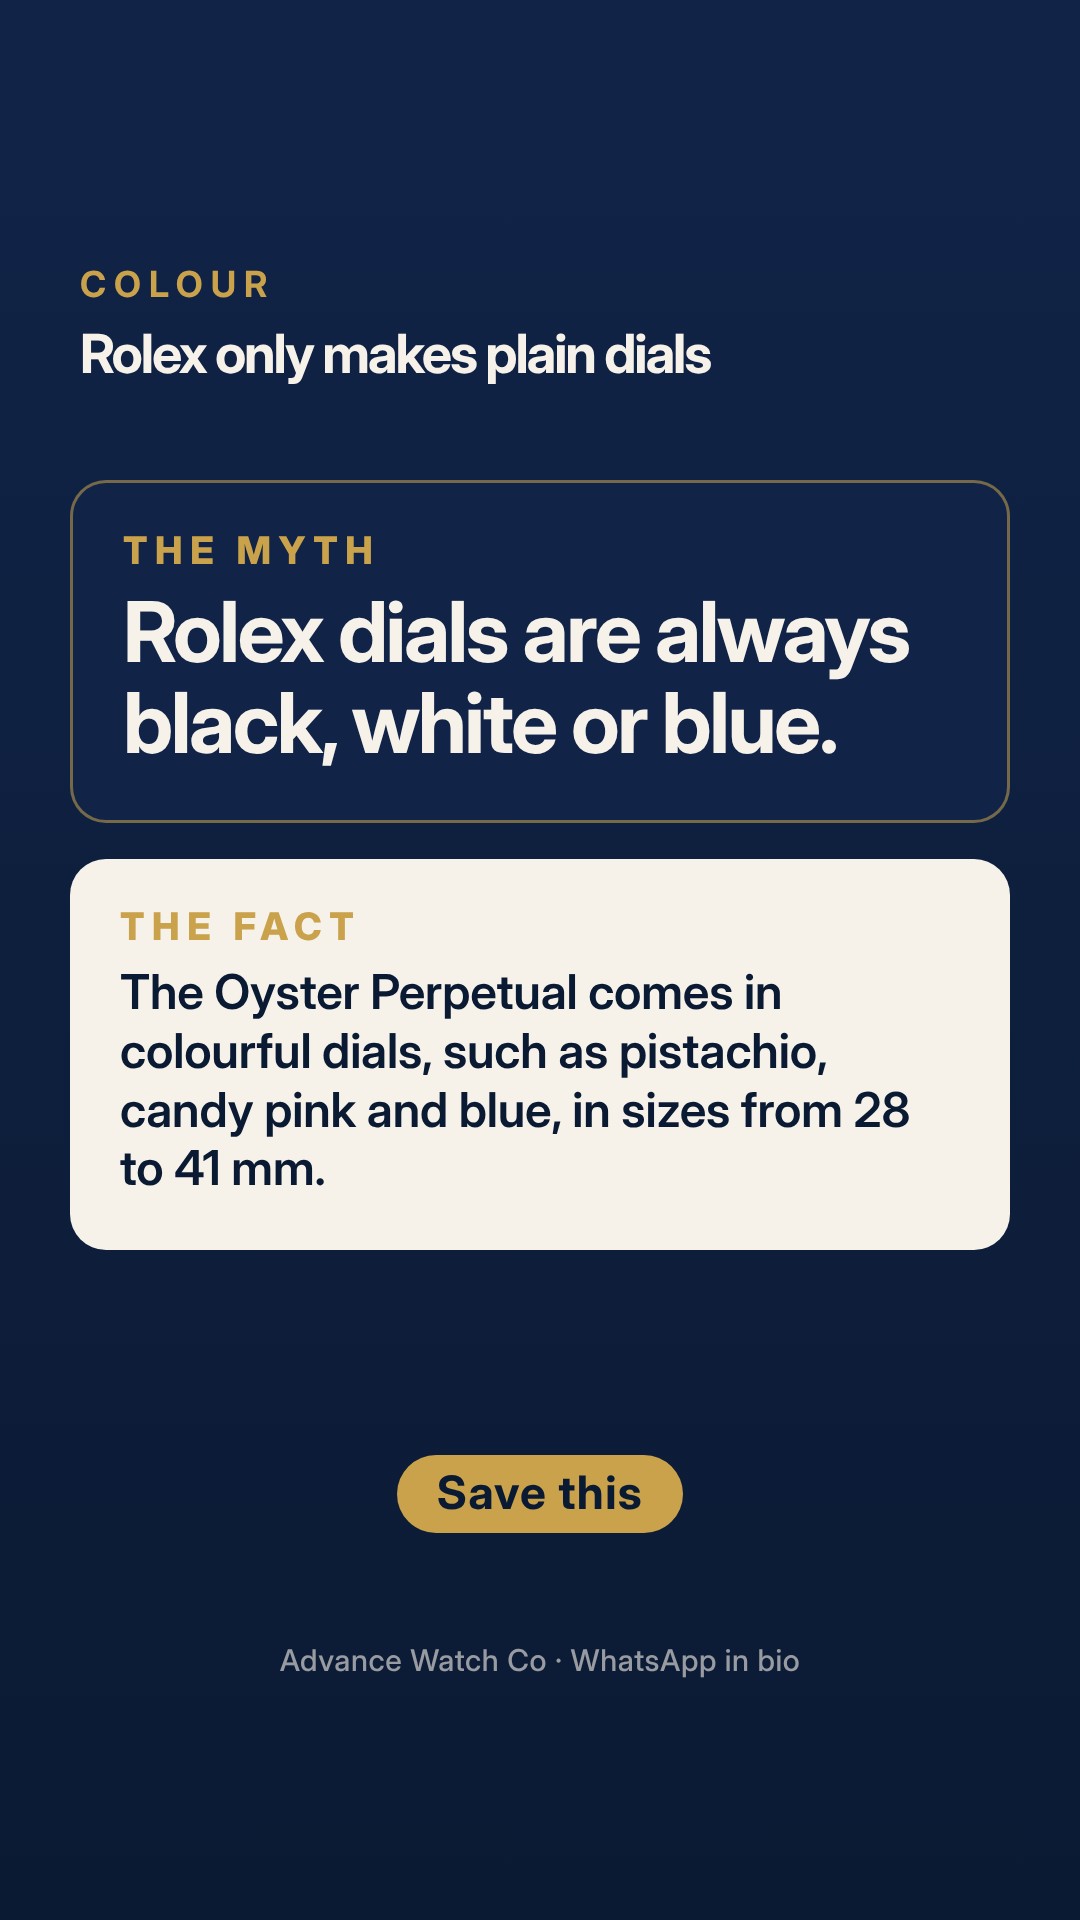 COLOUR
Rolex only makes plain dials
THE MYTH
Rolex dials are always
black, white or blue.
THE FACT
The Oyster Perpetual comes in
colourful dials, such as pistachio,
candy pink and blue, in sizes from 28
to 41 mm.
Save this
Advance Watch Co · WhatsApp in bio